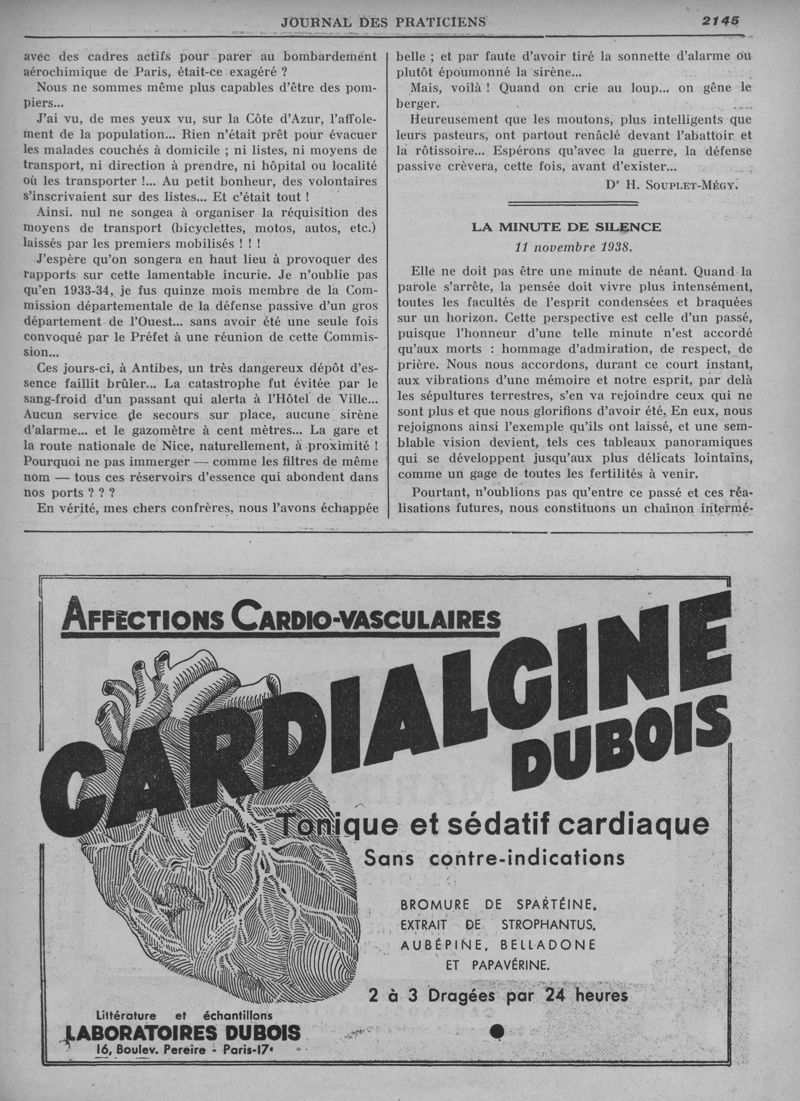 JOURNAL DES PRATICIENS 2145
avec des cadres actifs pour parer au bombardement
aérochimique de Paris, était-ce exagéré ?
Nous ne sommes même plus capables d'être des pom-
piers...
J'ai vu, de mes yeux vu, sur la Côte d'Azur, l'affole-
ment de la population... Rien n'était prêt pour évacuer
les malades couchés à domicile ; ni listes, ni moyens de
transport, ni direction à prendre, ni hôpital ou localité
où les transporter !... Au petit bonheur, des volontaires
s'inscrivaient sur des listes... Et c'était tout !
Ainsi. nul ne songea à organiser la réquisition des
moyens de transport (bicyclettes, motos, autos, etc.)
laissés par les premiers mobilisés ! ! !
J'espère qu'on songera en haut lieu à provoquer des
rapports sur cette lamentable incurie. Je n'oublie pas
qu'en 1933-34, je fus quinze mois membre de la Com-
mission départementale de la défense passive d'un gros
département de l'Ouest... sans avoir été une seule fois
convoqué par le Préfet à une réunion de cette Commis-
sion...
Ces jours-ci, à Antibes, un très dangereux dépôt d'es-
sence faillit brûler... La catastrophe fut évitée par le
sang-froid d'un passant qui alerta à l'Hôtel de Ville...
Aucun service de secours sur place, aucune sirène
d'alarme... et le gazomètre à cent mètres... La gare et
la route nationale de Nice, naturellement, à proximité !
Pourquoi ne pas immerger — comme les filtres de même
nom — tous ces réservoirs d'essence qui abondent dans
nos ports ? ? ?
En vérité, mes chers confrères, nous l'avons échappée
belle ; et par faute d'avoir tiré la sonnette d'alarme ou
plutôt époumonné la sirène...
Mais, voilà ! Quand on crie au loup... on gêne le
berger.
Heureusement que les moutons, plus intelligents que
leurs pasteurs, ont partout renâclé devant l'abattoir et
la rôtissoire... Espérons qu'avec la guerre, la défense
passive crèvera, cette fois, avant d'exister...
Dr H. Souplet-Mégy.
LA MINUTE DE SILENCE
11 novembre 1938.
Elle ne doit pas être une minute de néant. Quand la
parole s'arrête, la pensée doit vivre plus intensément,
toutes les facultés de l'esprit condensées et braquées
sur un horizon. Cette perspective est celle d'un passé,
puisque l'honneur d'une telle minute n'est accordé
qu'aux morts : hommage d'admiration, de respect, de
prière. Nous nous accordons, durant ce court instant,
aux vibrations d'une mémoire et notre esprit, par delà
les sépultures terrestres, s'en va rejoindre ceux qui ne
sont plus et que nous glorifions d'avoir été. En eux, nous
rejoignons ainsi l'exemple qu'ils ont laissé, et une sem-
blable vision devient, tels ces tableaux panoramiques
qui se développent jusqu'aux plus délicats lointains,
comme un gage de toutes les fertilités à venir.
Pourtant, n'oublions pas qu'entre ce passé et ces réa-
lisations futures, nous constituons un chaînon intermé-
AFFECTIONS CARDIO-VASCULAIRES
CARDIALGINE
DUBOIS
Tonique et sédatif cardiaque
Sans contre-indications
BROMURE DE SPARTÉINE,
EXTRAIT DE STROPHANTUS,
AUBÉPINE, BELLADONE
ET PAPAVÉRINE.
2 à 3 Dragées par 24 heures
Littérature et échantillons
LABORATOIRES DUBOIS
16, Boulev. Pereire - Paris-17e